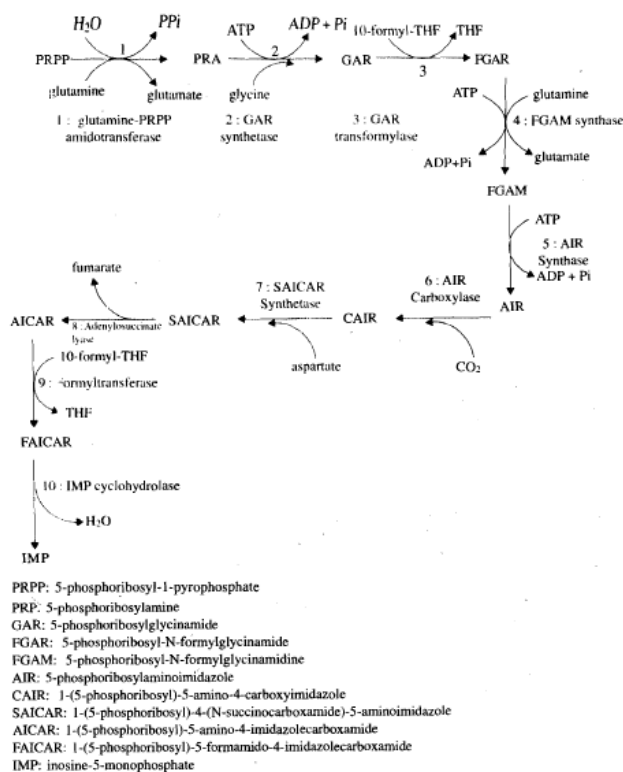 H2O PPi ATP ADP + Pi 10-formyl-THF THF
1 2
PRPP PRA GAR FGAR
3
glutamine glutamate glycine
ATP glutamine
1 : glutamine-PRPP 2 : GAR 3 : GAR
amidotransferase synthetase transformylase
4 : FGAM synthase
ADP+Pi glutamate
FGAM
ATP
5 : AIR
Synthase
ADP + Pi
fumarate
7 : SAICAR 6 : AIR
Synthetase Carboxylase
AICAR SAICAR CAIR AIR
8 : Adenylosuccinate
lyase
10-formyl-THF aspartute CO2
9 : formyltransferase
THF
FAICAR
10 : IMP cyclohydrolase
H2O
IMP
PRPP: 5-phosphoribosyl-1-pyrophosphate
PRP: 5-phosphoribosylamine
GAR: 5-phosphoribosylglycinamide
FGAR: 5-phosphoribosyl-N-formylglycinamide
FGAM: 5-phosphoribosyl-N-formylglycinamidine
AIR: 5-phosphoribosylaminoimidazole
CAIR: 1-(5-phosphoribosyl)-5-amino-4-carboxyimidazole
SAICAR: 1-(5-phosphoribosyl)-4-(N-succinocarboxamide)-5-aminoimidazole
AICAR: 1-(5-phosphoribosyl)-5-amino-4-imidazolecarboxamide
FAICAR: 1-(5-phosphoribosyl)-5-formamido-4-imidazolecarboxamide
IMP: inosine-5-monophosphate